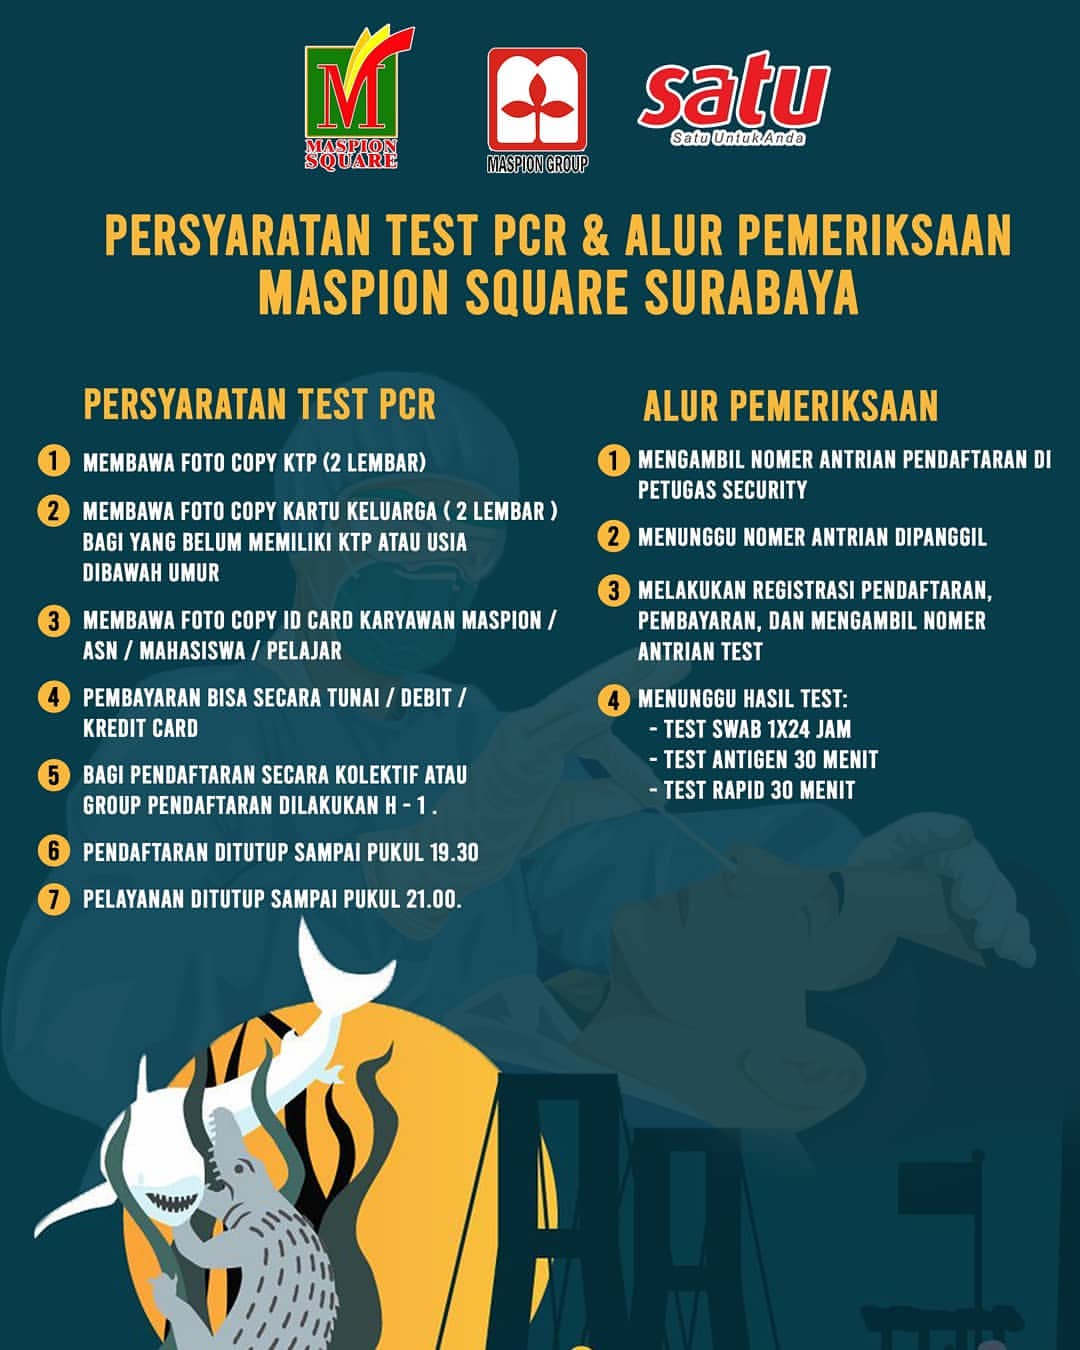 M
MASPION
SQUARE
MASPION GROUP
satu
Satu Untuk Anda
PERSYARATAN TEST PCR & ALUR PEMERIKSAAN
MASPION SQUARE SURABAYA
PERSYARATAN TEST PCR
1 MEMBAWA FOTO COPY KTP (2 LEMBAR)
2 MEMBAWA FOTO COPY KARTU KELUARGA ( 2 LEMBAR )
BAGI YANG BELUM MEMILIKI KTP ATAU USIA
DIBAWAH UMUR
3 MEMBAWA FOTO COPY ID CARD KARYAWAN MASPION /
ASN / MAHASISWA / PELAJAR
4 PEMBAYARAN BISA SECARA TUNAI / DEBIT /
KREDIT CARD
5 BAGI PENDAFTARAN SECARA KOLEKTIF ATAU
GROUP PENDAFTARAN DILAKUKAN H - 1 .
6 PENDAFTARAN DITUTUP SAMPAI PUKUL 19.30
7 PELAYANAN DITUTUP SAMPAI PUKUL 21.00.
ALUR PEMERIKSAAN
1 MENGAMBIL NOMER ANTRIAN PENDAFTARAN DI
PETUGAS SECURITY
2 MENUNGGU NOMER ANTRIAN DIPANGGIL
3 MELAKUKAN REGISTRASI PENDAFTARAN,
PEMBAYARAN, DAN MENGAMBIL NOMER
ANTRIAN TEST
4 MENUNGGU HASIL TEST:
- TEST SWAB 1X24 JAM
- TEST ANTIGEN 30 MENIT
- TEST RAPID 30 MENIT